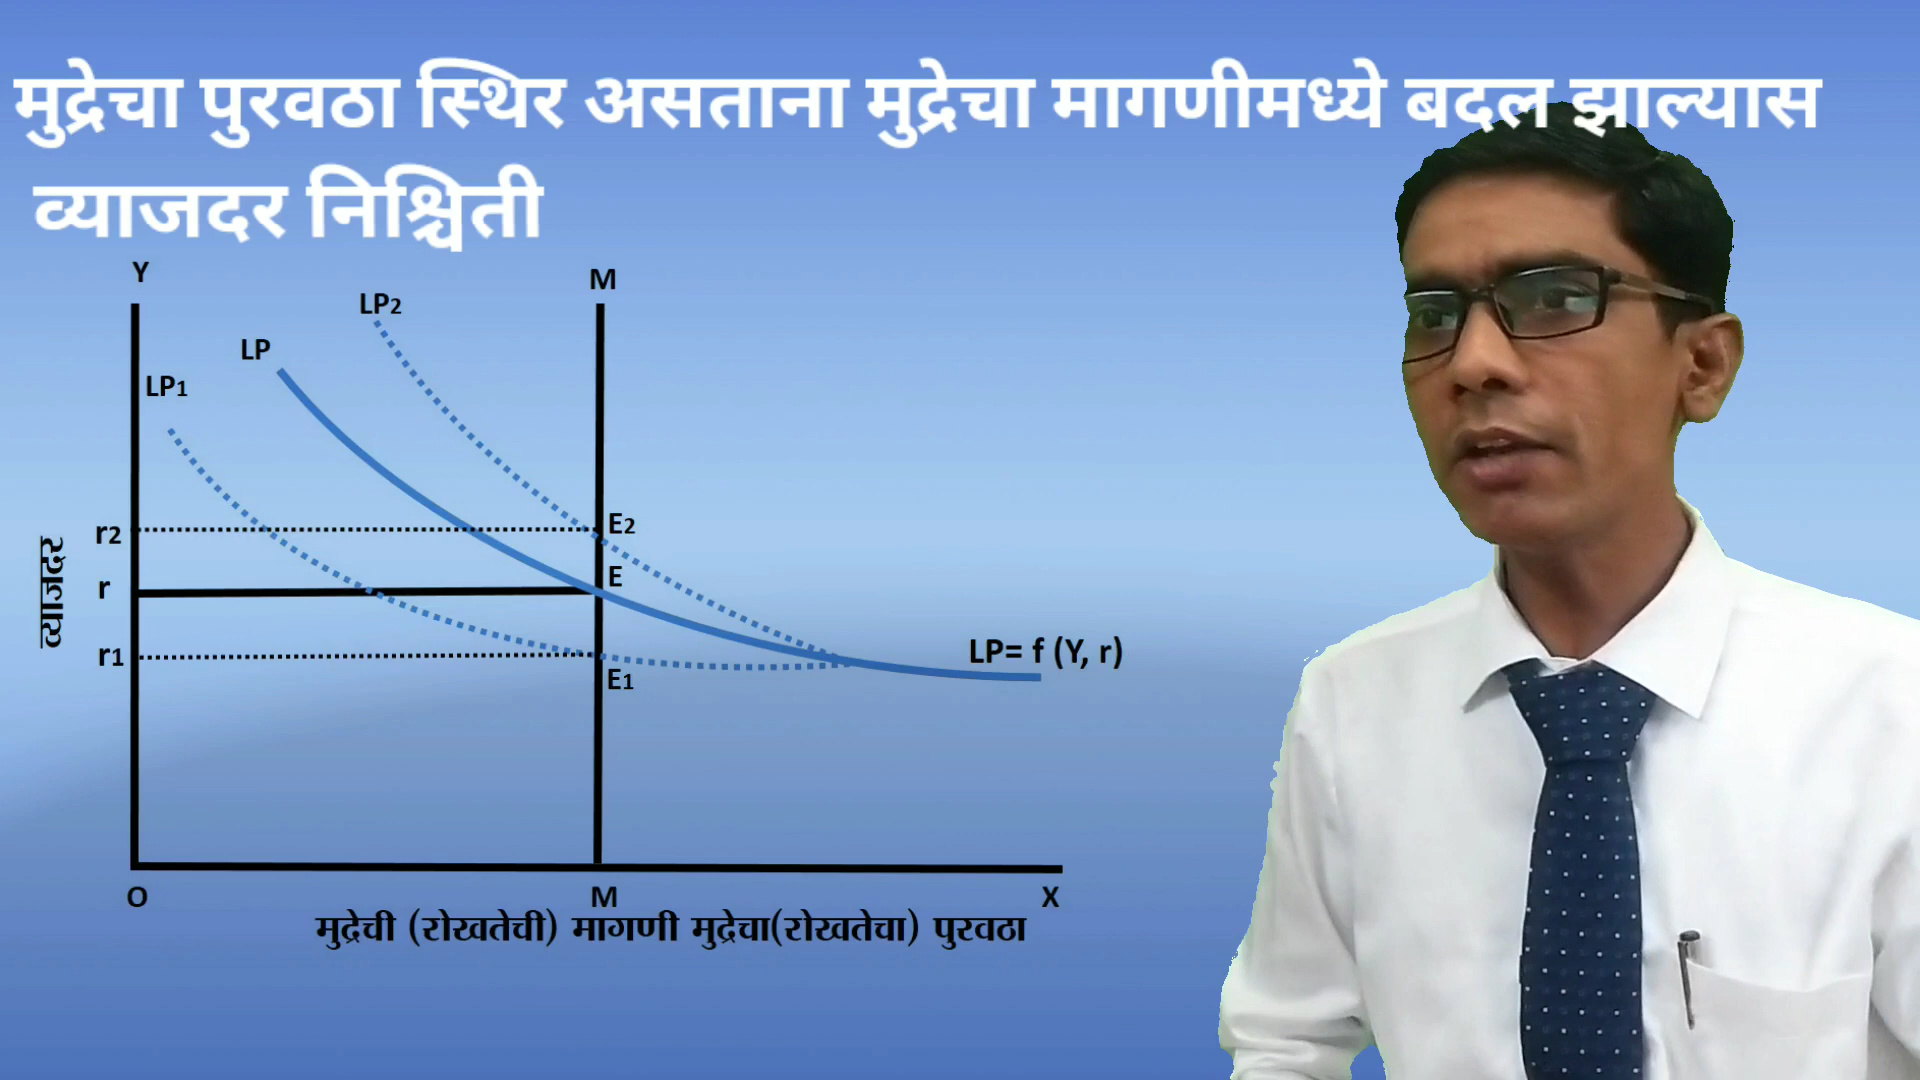 मुद्रेचा पुरवठा स्थिर असताना मुद्रेचा मागणीमध्ये बदल झाल्यास
व्याजदर निश्चिती
Y
M
LP2
LP
LP1
r2
E2
E
r
r1
E1
LP= f (Y, r)
व्याजदर
O
M
X
मुद्रेची (रोखतेची) मागणी मुद्रेचा(रोखतेचा) पुरवठा